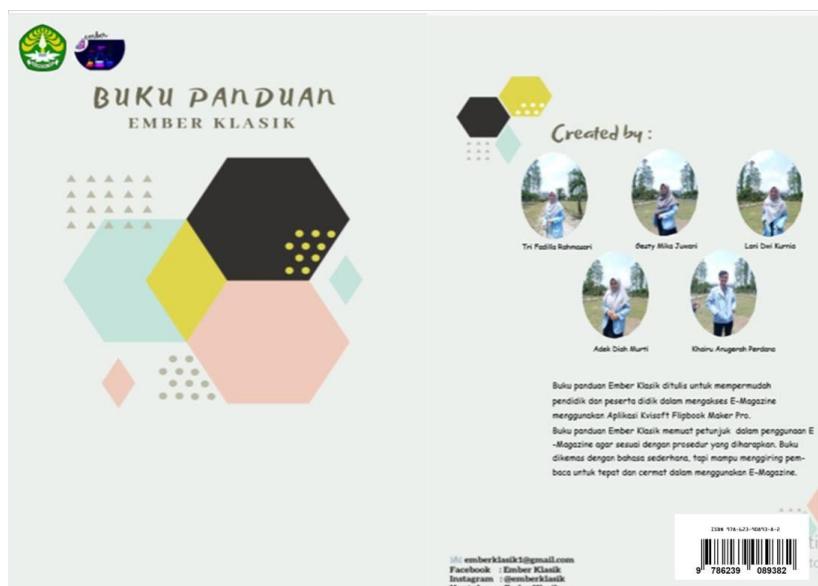 ember
BUKU PANDUAN
EMBER KLASIK
Created by :
Tri Fadilla Rahmasari
Gezty Mika Juwani
Lani Dwi Kurnia
Adek Diah Murti
Khairu Anugerah Perdana
Buku panduan Ember Klasik ditulis untuk mempermudah
pendidik dan peserta didik dalam mengakses E-Magazine
menggunakan Aplikasi Kvisoft Flipbook Maker Pro.
Buku panduan Ember Klasik memuat petunjuk dalam penggunaan E
-Magazine agar sesuai dengan prosedur yang diharapkan. Buku
dikemas dengan bahasa sederhana, tapi mampu menggiring pem-
baca untuk tepat dan cermat dalam menggunakan E-Magazine.
emberklasik1@gmail.com
Facebook : Ember Klasik
Instagram : @emberklasik
ISBN 978-623-90893-8-2
9 786239 089382